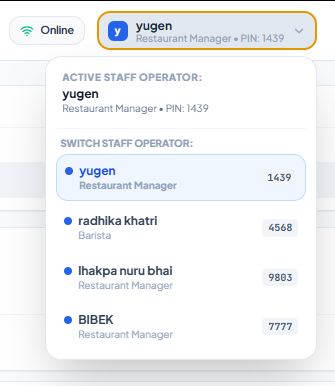 Online
y
yugen
Restaurant Manager • PIN: 1439
ACTIVE STAFF OPERATOR:
yugen
Restaurant Manager • PIN: 1439
SWITCH STAFF OPERATOR:
yugen
1439
Restaurant Manager
radhika khatri
4568
Barista
lhakpa nuru bhai
9803
Restaurant Manager
BIBEK
7777
Restaurant Manager